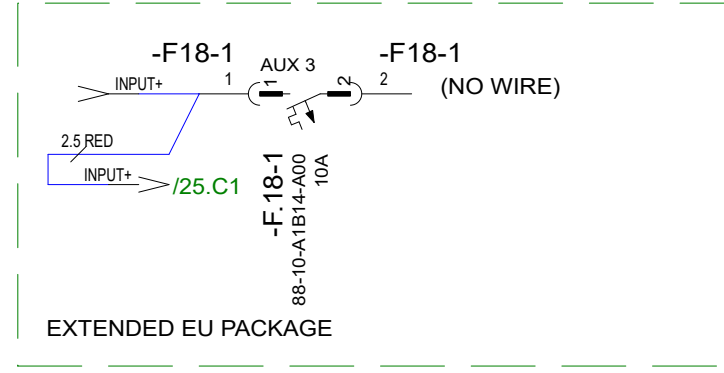 -F18-1
AUX 3
-F18-1
INPUT+
1
1
2
2
(NO WIRE)
2.5 RED
INPUT+
/25.C1
-F.18-1
88-10-A1B14-A00
10A
EXTENDED EU PACKAGE